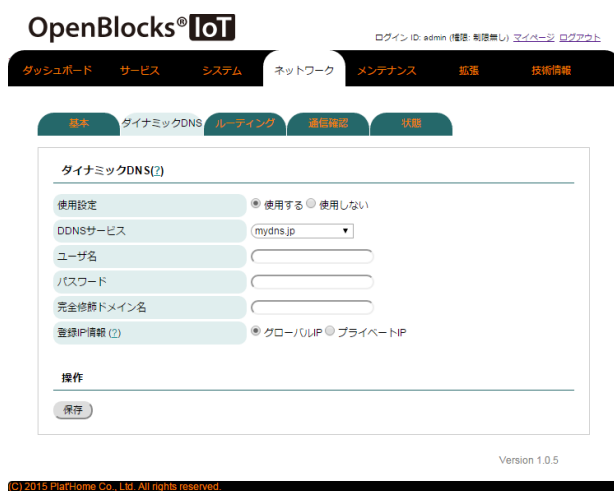 OpenBlocks® IoT
ログイン ID: admin (権限: 制限無し) マイページ ログアウト
ダッシュボード サービス システム ネットワーク メンテナンス 拡張 技術情報
基本 ダイナミックDNS ルーティング 通信確認 状態
ダイナミックDNS(?)
使用設定 使用する 使用しない
DDNSサービス mydns.jp
ユーザ名
パスワード
完全修飾ドメイン名
登録IP情報 (?) グローバルIP プライベートIP
操作
保存
Version 1.0.5
(C) 2015 Plat'Home Co., Ltd. All rights reserved.